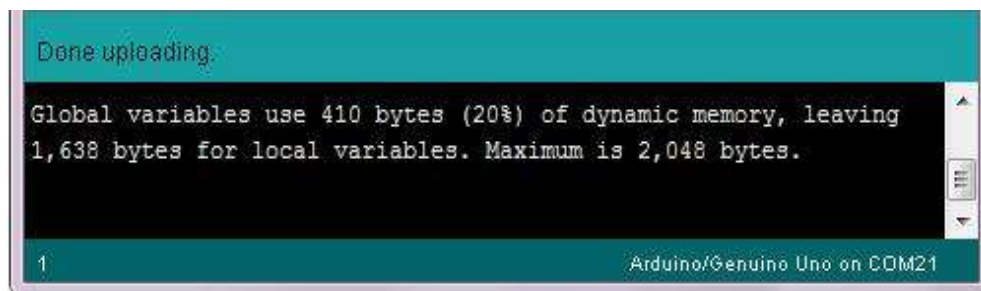 Done uploading.
Global variables use 410 bytes (20%) of dynamic memory, leaving
1,638 bytes for local variables. Maximum is 2,048 bytes.
1
Arduino/Genuino Uno on COM21